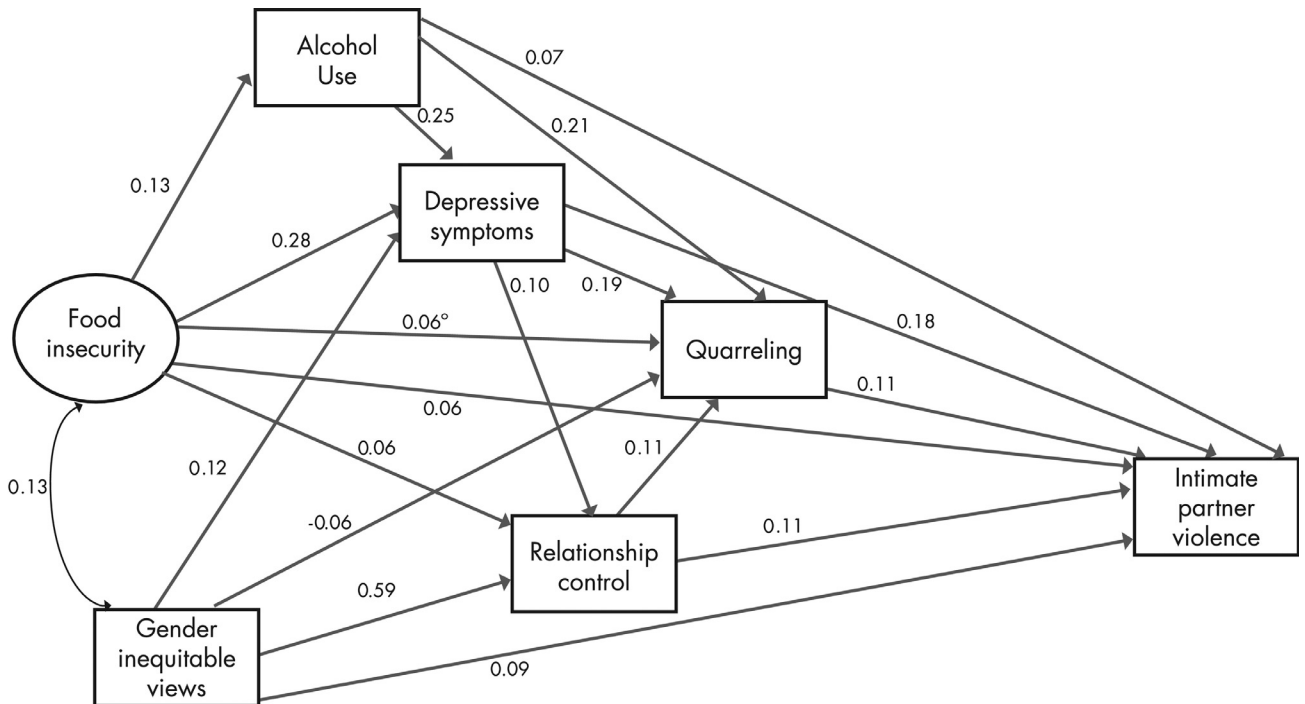 Alcohol
Use
0.07
0.25
0.21
0.13
Depressive
symptoms
0.28
0.10
0.19
Food
insecurity
0.06º
Quarreling
0.18
0.11
0.06
0.06
0.11
0.12
0.13
-0.06
0.11
Intimate
partner
violence
Relationship
control
0.59
Gender
inequitable
views
0.09